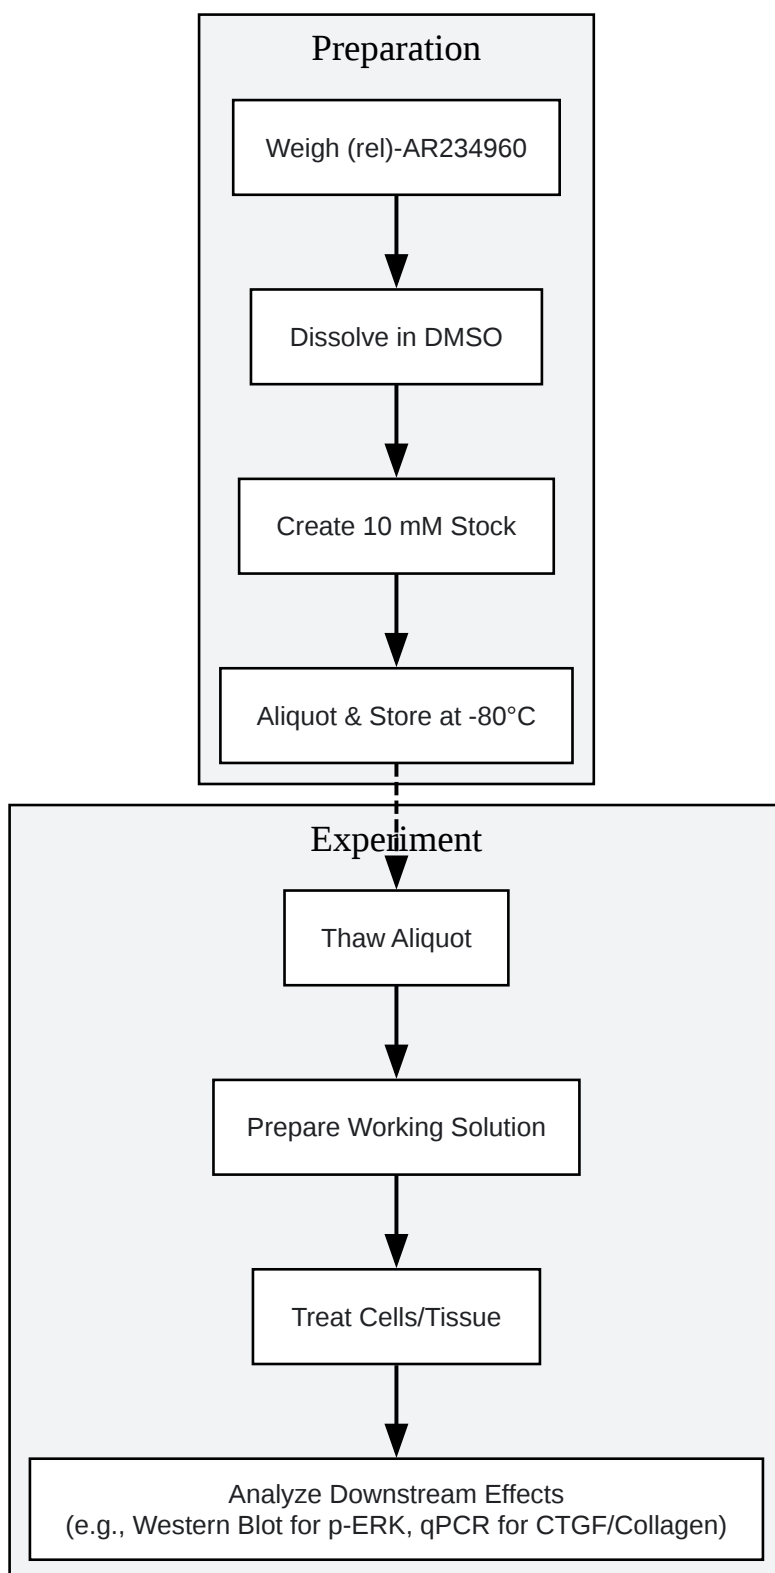 Preparation
Weigh (rel)-AR234960
Dissolve in DMSO
Create 10 mM Stock
Aliquot & Store at -80°C
Experiment
Thaw Aliquot
Prepare Working Solution
Treat Cells/Tissue
Analyze Downstream Effects
(e.g., Western Blot for p-ERK, qPCR for CTGF/Collagen)